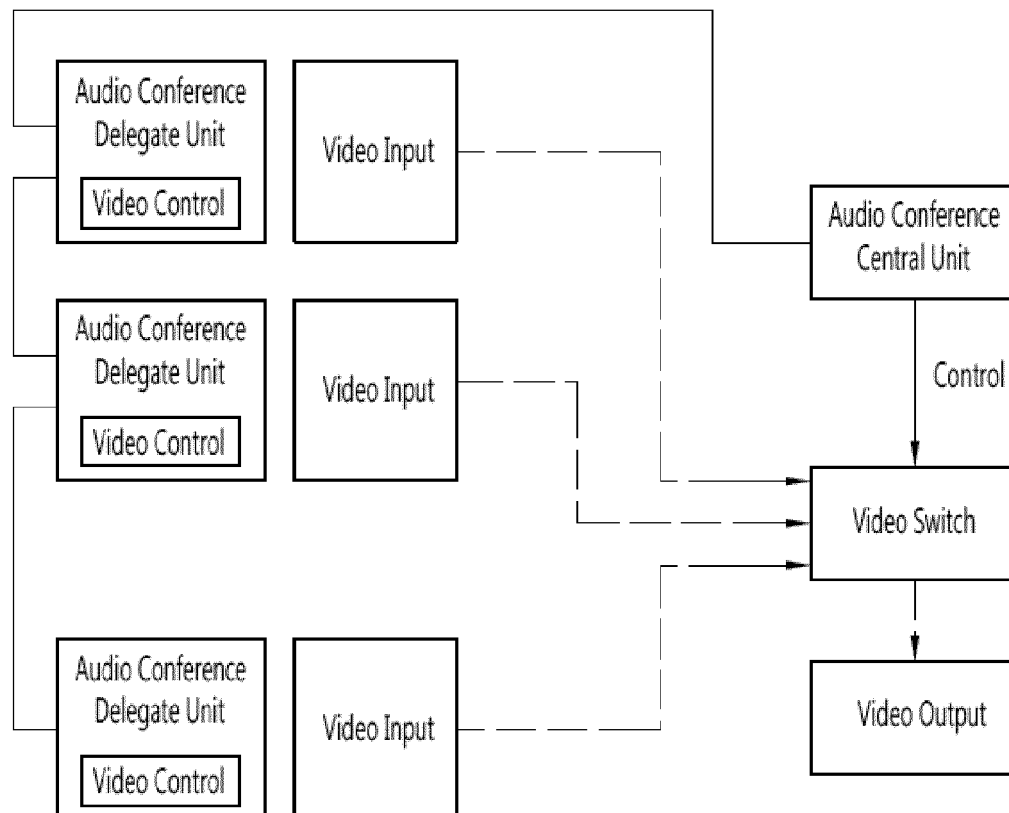 Audio Conference
Delegate Unit
Video Control
Video Input
Audio Conference
Central Unit
Audio Conference
Delegate Unit
Video Control
Video Input
Control
Video Switch
Audio Conference
Delegate Unit
Video Control
Video Input
Video Output